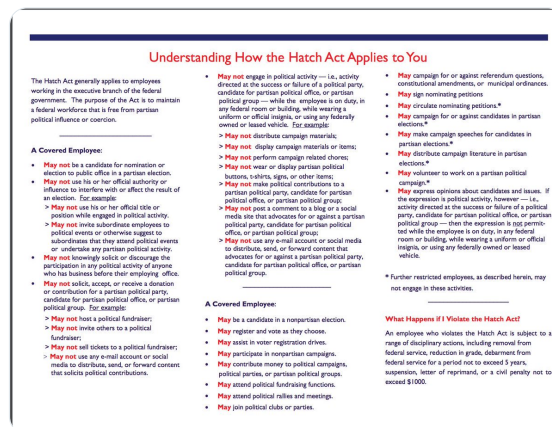 Understanding How the Hatch Act Applies to You
The Hatch Act generally applies to employees
working in the executive branch of the federal
government. The purpose of the Act is to maintain
a federal workforce that is free from partisan
political influence or coercion.
A Covered Employee:
• May not be a candidate for nomination or
election to public office in a partisan election.
• May not use his or her official authority or
influence to interfere with or affect the result of
an election. For example:
> May not use his or her official title or
position while engaged in political activity.
> May not invite subordinate employees to
political events or otherwise suggest to
subordinates that they attend political events
or undertake any partisan political activity.
• May not knowingly solicit or discourage the
participation in any political activity of anyone
who has business before their employing office.
• May not solicit, accept, or receive a donation
or contribution for a partisan political party,
candidate for partisan political office, or partisan
political group. For example:
> May not host a political fundraiser;
> May not invite others to a political
fundraiser;
> May not sell tickets to a political fundraiser;
> May not use any e-mail account or social
media to distribute, send, or forward content
that solicits political contributions.
• May not engage in political activity — i.e., activity
directed at the success or failure of a political party,
candidate for partisan political office, or partisan
political group — while the employee is on duty, in
any federal room or building, while wearing a
uniform or official insignia, or using any federally
owned or leased vehicle. For example:
> May not distribute campaign materials;
> May not display campaign materials or items;
> May not perform campaign related chores;
> May not wear or display partisan political
buttons, t-shirts, signs, or other items;
> May not make political contributions to a
partisan political party, candidate for partisan
political office, or partisan political group;
> May not post a comment to a blog or a social
media site that advocates for or against a partisan
political party, candidate for partisan political
office, or partisan political group;
> May not use any e-mail account or social media
to distribute, send, or forward content that
advocates for or against a partisan political party,
candidate for partisan political office, or partisan
political group.
A Covered Employee:
• May be a candidate in a nonpartisan election.
• May register and vote as they choose.
• May assist in voter registration drives.
• May participate in nonpartisan campaigns.
• May contribute money to political campaigns,
political parties, or partisan political groups.
• May attend political fundraising functions.
• May attend political rallies and meetings.
• May join political clubs or parties.
• May campaign for or against referendum questions,
constitutional amendments, or municipal ordinances.
• May sign nominating petitions
• May circulate nominating petitions.*
• May campaign for or against candidates in partisan
elections.*
• May make campaign speeches for candidates in
partisan elections.*
• May distribute campaign literature in partisan
elections.*
• May volunteer to work on a partisan political
campaign.*
• May express opinions about candidates and issues. If
the expression is political activity, however — i.e.,
activity directed at the success or failure of a political
party, candidate for partisan political office, or partisan
political group — then the expression is not permit-
ted while the employee is on duty, in any federal
room or building, while wearing a uniform or official
insignia, or using any federally owned or leased
vehicle.
* Further restricted employees, as described herein, may
not engage in these activities.
What Happens if I Violate the Hatch Act?
An employee who violates the Hatch Act is subject to a
range of disciplinary actions, including removal from
federal service, reduction in grade, debarment from
federal service for a period not to exceed 5 years,
suspension, letter of reprimand, or a civil penalty not to
exceed $1000.